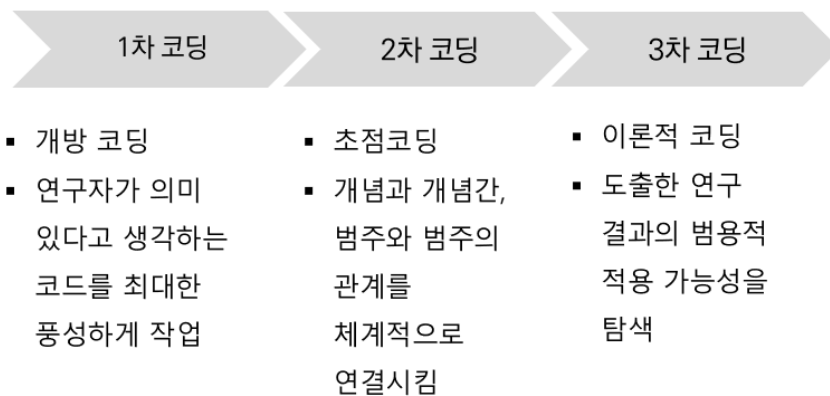 1차 코딩
2차 코딩
3차 코딩
▪ 개방 코딩
▪ 연구자가 의미
있다고 생각하는
코드를 최대한
풍성하게 작업
▪ 초점코딩
▪ 개념과 개념간,
범주와 범주의
관계를
체계적으로
연결시킴
▪ 이론적 코딩
▪ 도출한 연구
결과의 범용적
적용 가능성을
탐색